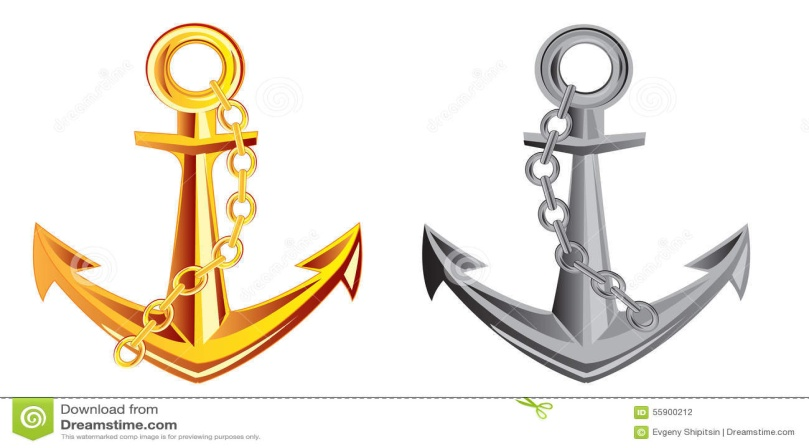 Download from
Dreamstime.com
This watermarked comp image is for previewing purposes only.
ID 55900212
© Evgeny Shipitsin | Dreamstime.com